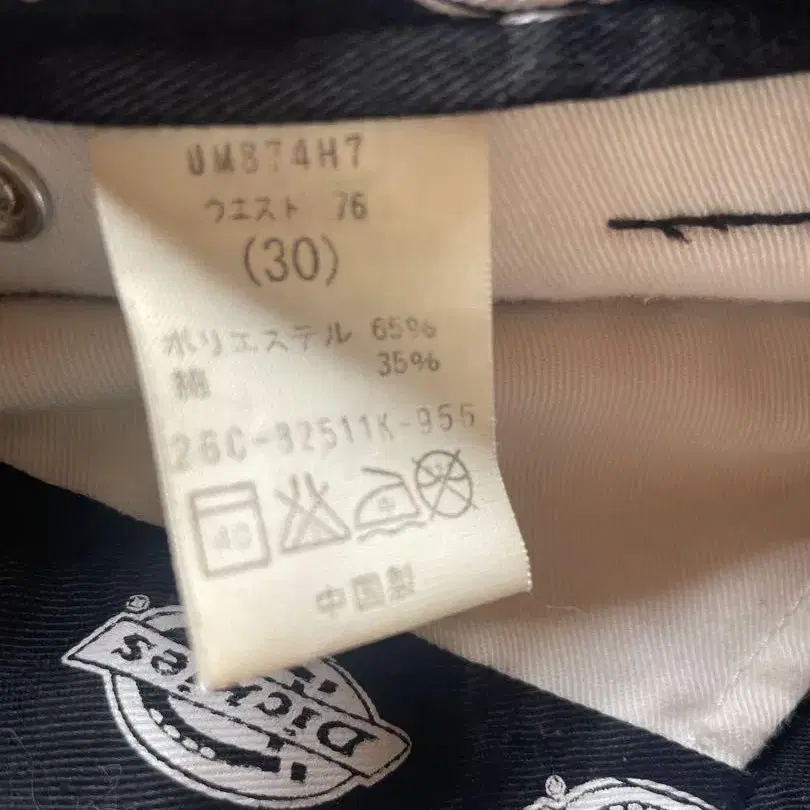 UM874H7
ウエスト 76
(30)
ポリエステル 65%
綿 35%
26C-82511K-955
40
中
中国製
Dickies